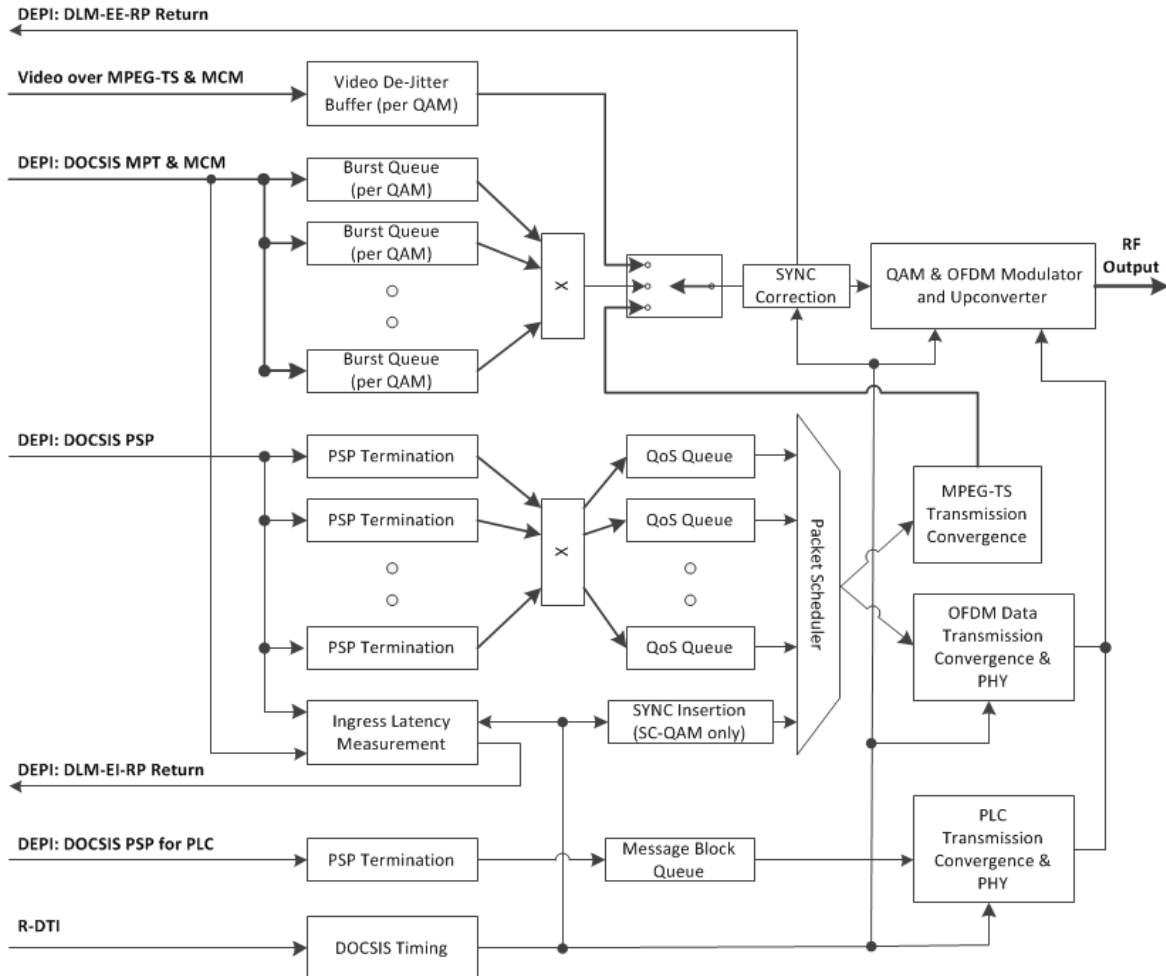 DEPI: DLM-EE-RP Return
Video over MPEG-TS & MCM
Video De-Jitter
Buffer (per QAM)
DEPI: DOCSIS MPT & MCM
Burst Queue
(per QAM)
Burst Queue
(per QAM)
Burst Queue
(per QAM)
X
SYNC
Correction
QAM & OFDM Modulator
and Upconverter
RF
Output
DEPI: DOCSIS PSP
PSP Termination
PSP Termination
PSP Termination
X
QoS Queue
QoS Queue
QoS Queue
Packet Scheduler
MPEG-TS
Transmission
Convergence
OFDM Data
Transmission
Convergence &
PHY
Ingress Latency
Measurement
SYNC Insertion
(SC-QAM only)
DEPI: DLM-EI-RP Return
DEPI: DOCSIS PSP for PLC
PSP Termination
Message Block
Queue
PLC
Transmission
Convergence &
PHY
R-DTI
DOCSIS Timing